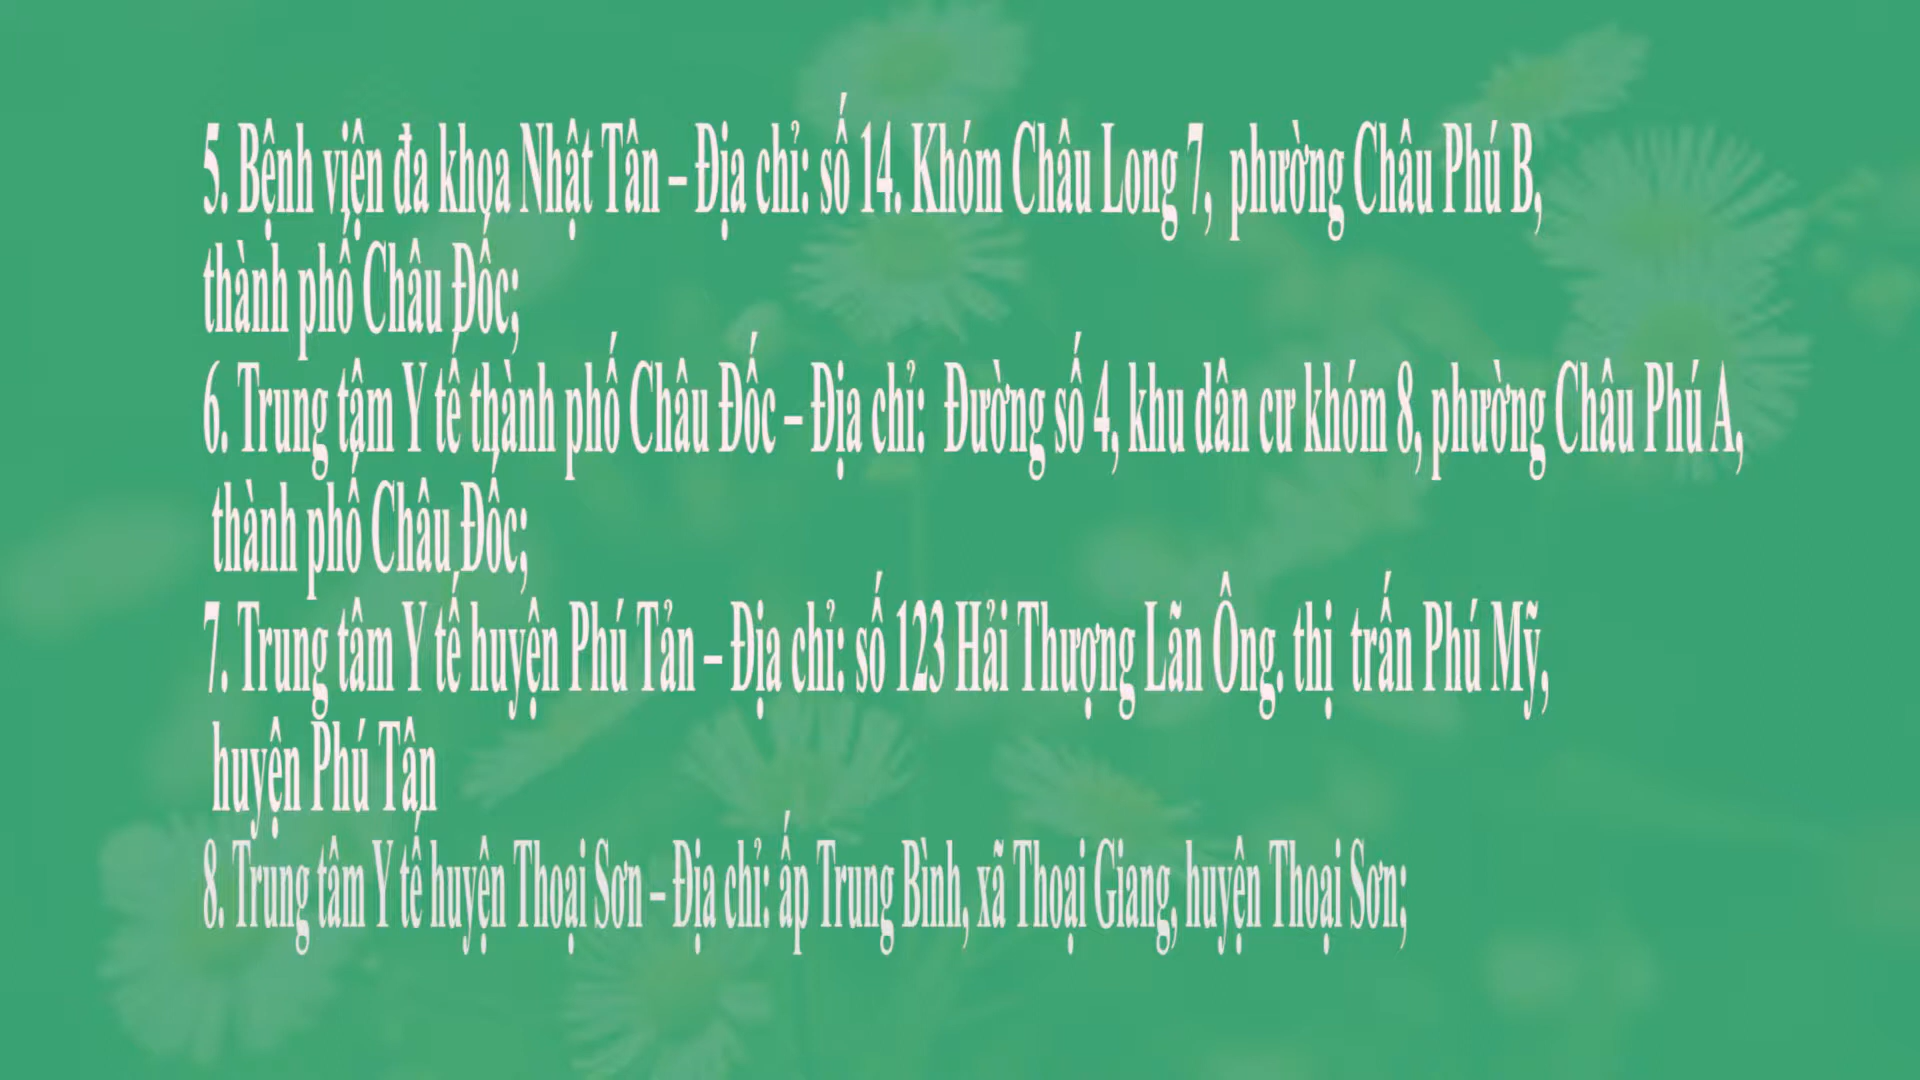 5. Bệnh viện đa khoa Nhật Tân – Địa chỉ: số 14. Khóm Châu Long 7, phường Châu Phú B,
thành phố Châu Đốc;
6. Trung tâm Y tế thành phố Châu Đốc – Địa chỉ: Đường số 4, khu dân cư khóm 8, phường Châu Phú A,
thành phố Châu Đốc;
7. Trung tâm Y tế huyện Phú Tản – Địa chỉ: số 123 Hải Thượng Lãn Ông. thị trấn Phú Mỹ,
huyện Phú Tân
8. Trung tâm Y tế huyện Thoại Sơn – Địa chỉ: ấp Trung Bình, xã Thoại Giang, huyện Thoại Sơn;